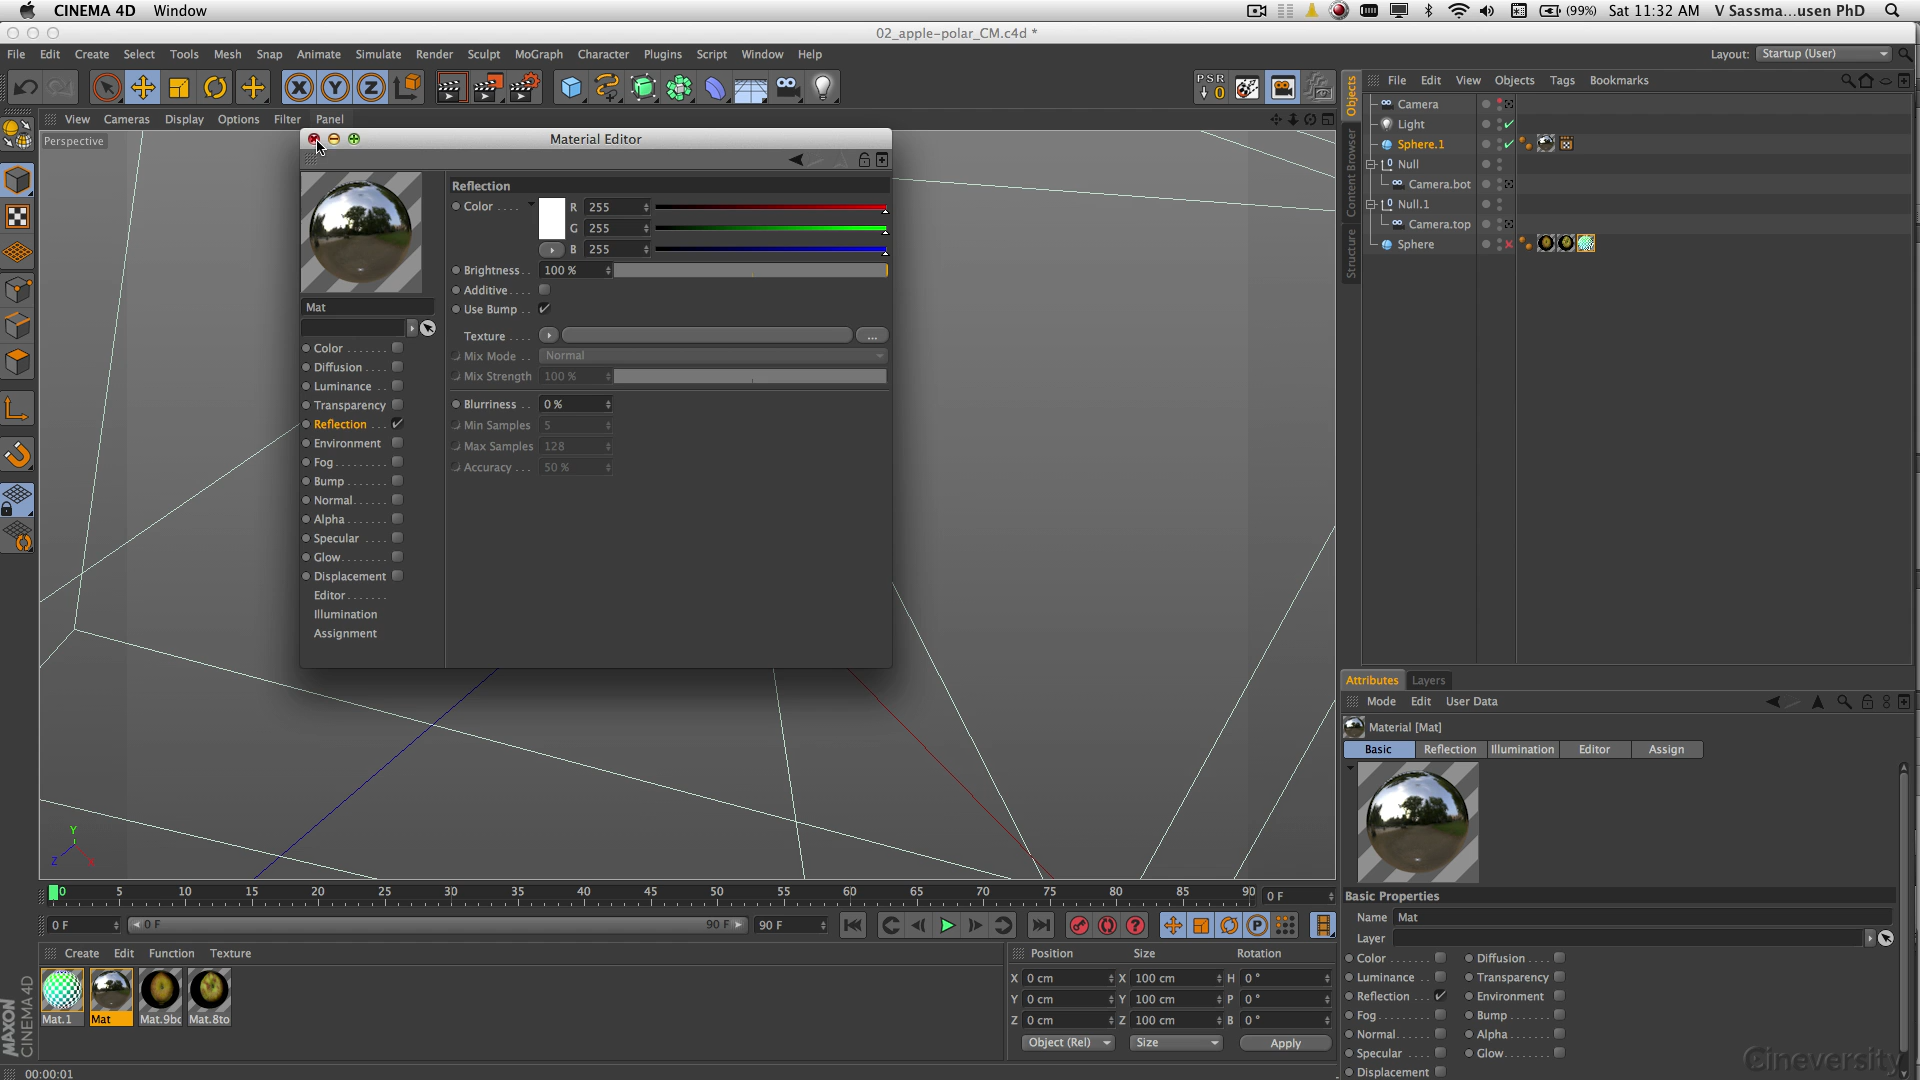 CINEMA 4D Window
(99%) Sat 11:32 AM V Sassma...usen PhD
02_apple-polar_CM.c4d *
File Edit Create Select Tools Mesh Snap Animate Simulate Render Sculpt MoGraph Character Plugins Script Window Help
Layout: Startup (User)
X Y Z
PSR
0
View Cameras Display Options Filter Panel
Perspective
Material Editor
Reflection
Color .... R 255
G 255
B 255
Brightness.. 100 %
Additive....
Use Bump ..
Texture .... ...
Mix Mode .. Normal
Mix Strength 100 %
Blurriness .. 0 %
Min Samples 5
Max Samples 128
Accuracy ... 50 %
Mat
Color .......
Diffusion .....
Luminance ...
Transparency
Reflection ...
Environment
Fog..........
Bump.......
Normal......
Alpha.......
Specular ....
Glow........
Displacement
Editor .......
Illumination
Assignment
Objects
Content Browser
Structure
File Edit View Objects Tags Bookmarks
Camera
Light
Sphere.1
Null
Camera.bot
Null.1
Camera.top
Sphere
Attributes Layers
Mode Edit User Data
Material [Mat]
Basic Reflection Illumination Editor Assign
Basic Properties
Name Mat
Layer
Color ....... Diffusion ....
Luminance ... Transparency
Reflection .... Environment
Fog.......... Bump.......
Normal...... Alpha.......
Specular .... Glow........
Displacement
Y
Z X
0 5 10 15 20 25 30 35 40 45 50 55 60 65 70 75 80 85 90 0 F
0 F 0 F 90 F 90 F
P
Create Edit Function Texture
Mat.1 Mat Mat.9bo Mat.8to
Position Size Rotation
X 0 cm X 100 cm H 0 °
Y 0 cm Y 100 cm P 0 °
Z 0 cm Z 100 cm B 0 °
Object (Rel) Size Apply
MAXON
CINEMA 4D
00:00:01
Cineversity